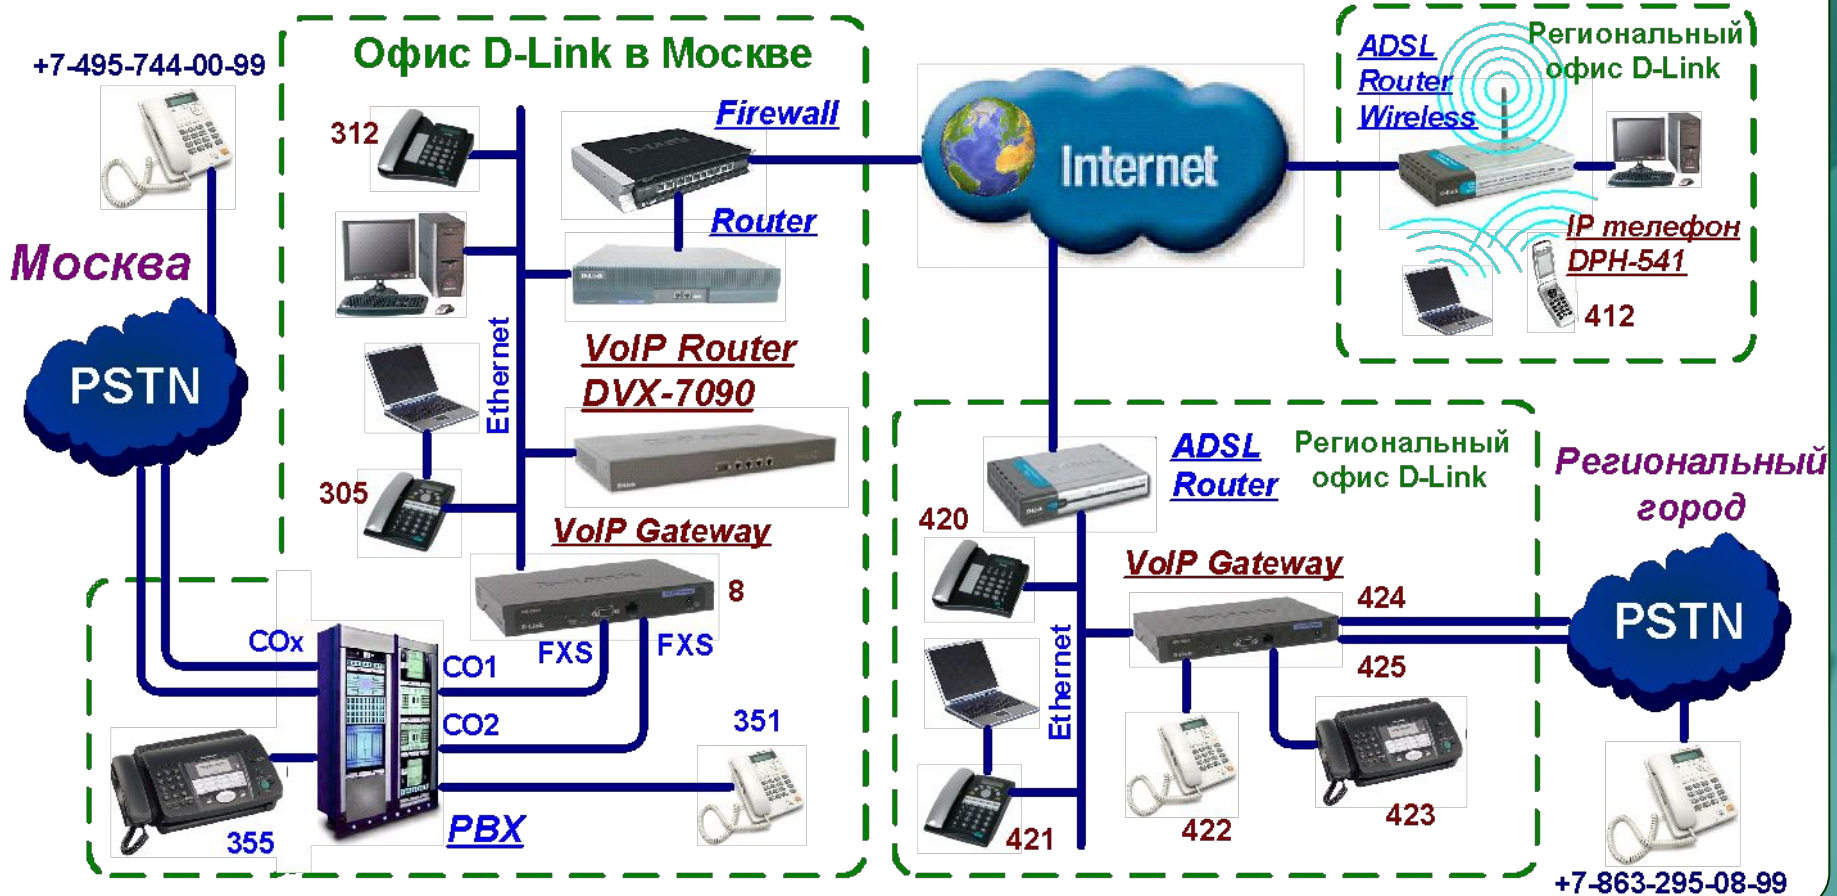 +7-495-744-00-99
Офис D-Link в Москве
312
Firewall
Router
Москва
PSTN
Ethernet
VoIP Router
DVX-7090
305
VoIP Gateway
8
FXS
FXS
COx
CO1
CO2
351
355
PBX
Internet
ADSL
Router
Wireless
Региональный
офис D-Link
IP телефон
DPH-541
412
ADSL
Router
Региональный
офис D-Link
420
VoIP Gateway
424
425
Ethernet
421
422
423
Региональный
город
PSTN
+7-863-295-08-99